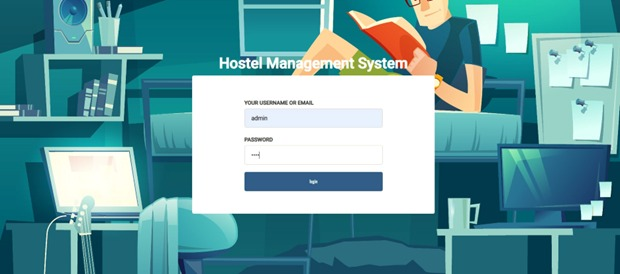 Hostel Management System
YOUR USERNAME OR EMAIL
admin
PASSWORD
••••
login